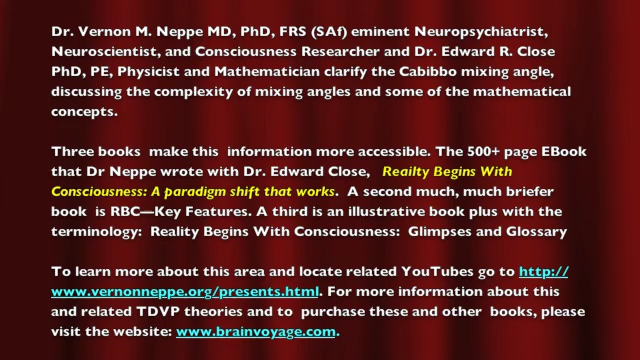 Dr. Vernon M. Neppe MD, PhD, FRS (SAf) eminent Neuropsychiatrist,
Neuroscientist, and Consciousness Researcher and Dr. Edward R. Close
PhD, PE, Physicist and Mathematician clarify the Cabibbo mixing angle,
discussing the complexity of mixing angles and some of the mathematical
concepts.
Three books make this information more accessible. The 500+ page EBook
that Dr Neppe wrote with Dr. Edward Close, Reailty Begins With
Consciousness: A paradigm shift that works. A second much, much briefer
book is RBC—Key Features. A third is an illustrative book plus with the
terminology: Reality Begins With Consciousness: Glimpses and Glossary
To learn more about this area and locate related YouTubes go to http://
www.vernonneppe.org/presents.html. For more information about this
and related TDVP theories and to purchase these and other books, please
visit the website: www.brainvoyage.com.